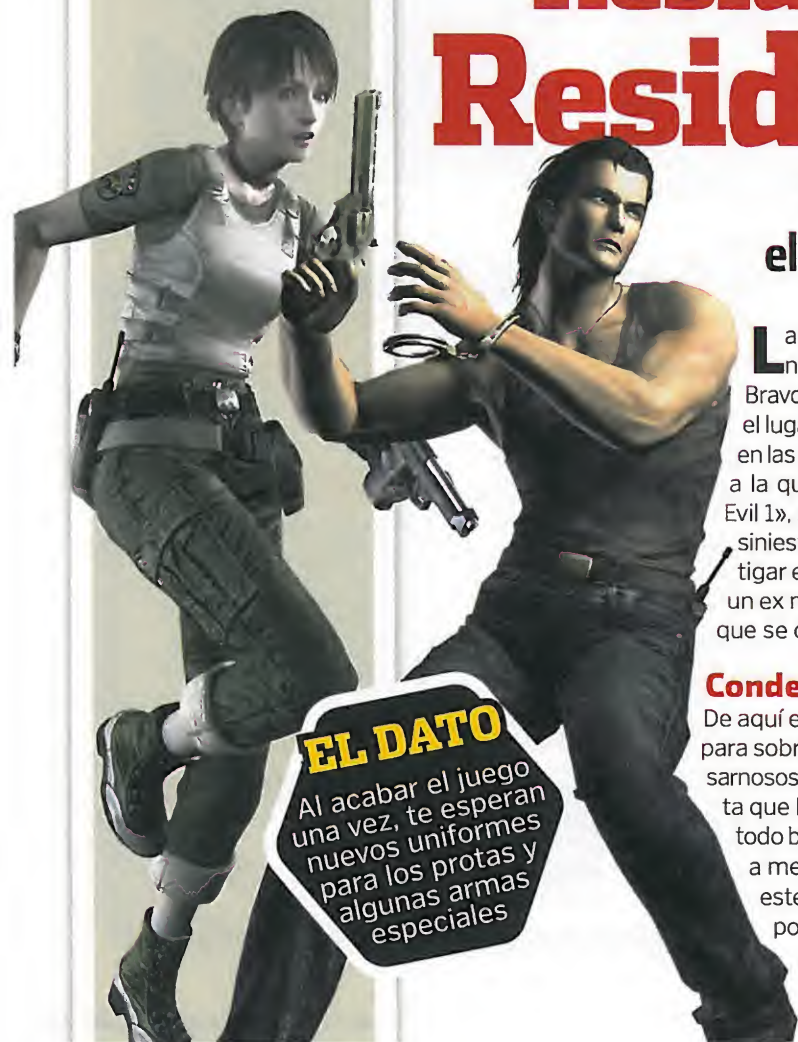 Resid
Resid
el
La
n
Bravo
el luga
en las
a la qu
Evil 1»,
sinies
tigar e
un ex m
que se
Conde
De aquí e
para sobr
sarnosos
ta que
todo b
a me
este
po
EL DATO
Al acabar el juego
una vez, te esperan
nuevos uniformes
para los protas y
algunas armas
especiales